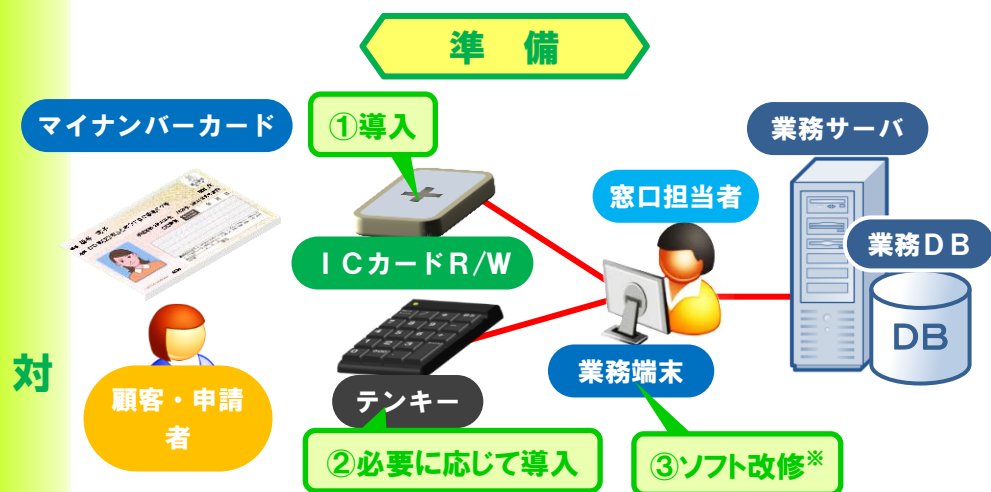 準　備
マイナンバーカード
①導入
業務サーバ
窓口担当者
業務ＤＢ
ＩＣカードＲ/Ｗ
DB
対
業務端末
テンキー
顧客・申請
者
②必要に応じて導入
③ソフト改修※